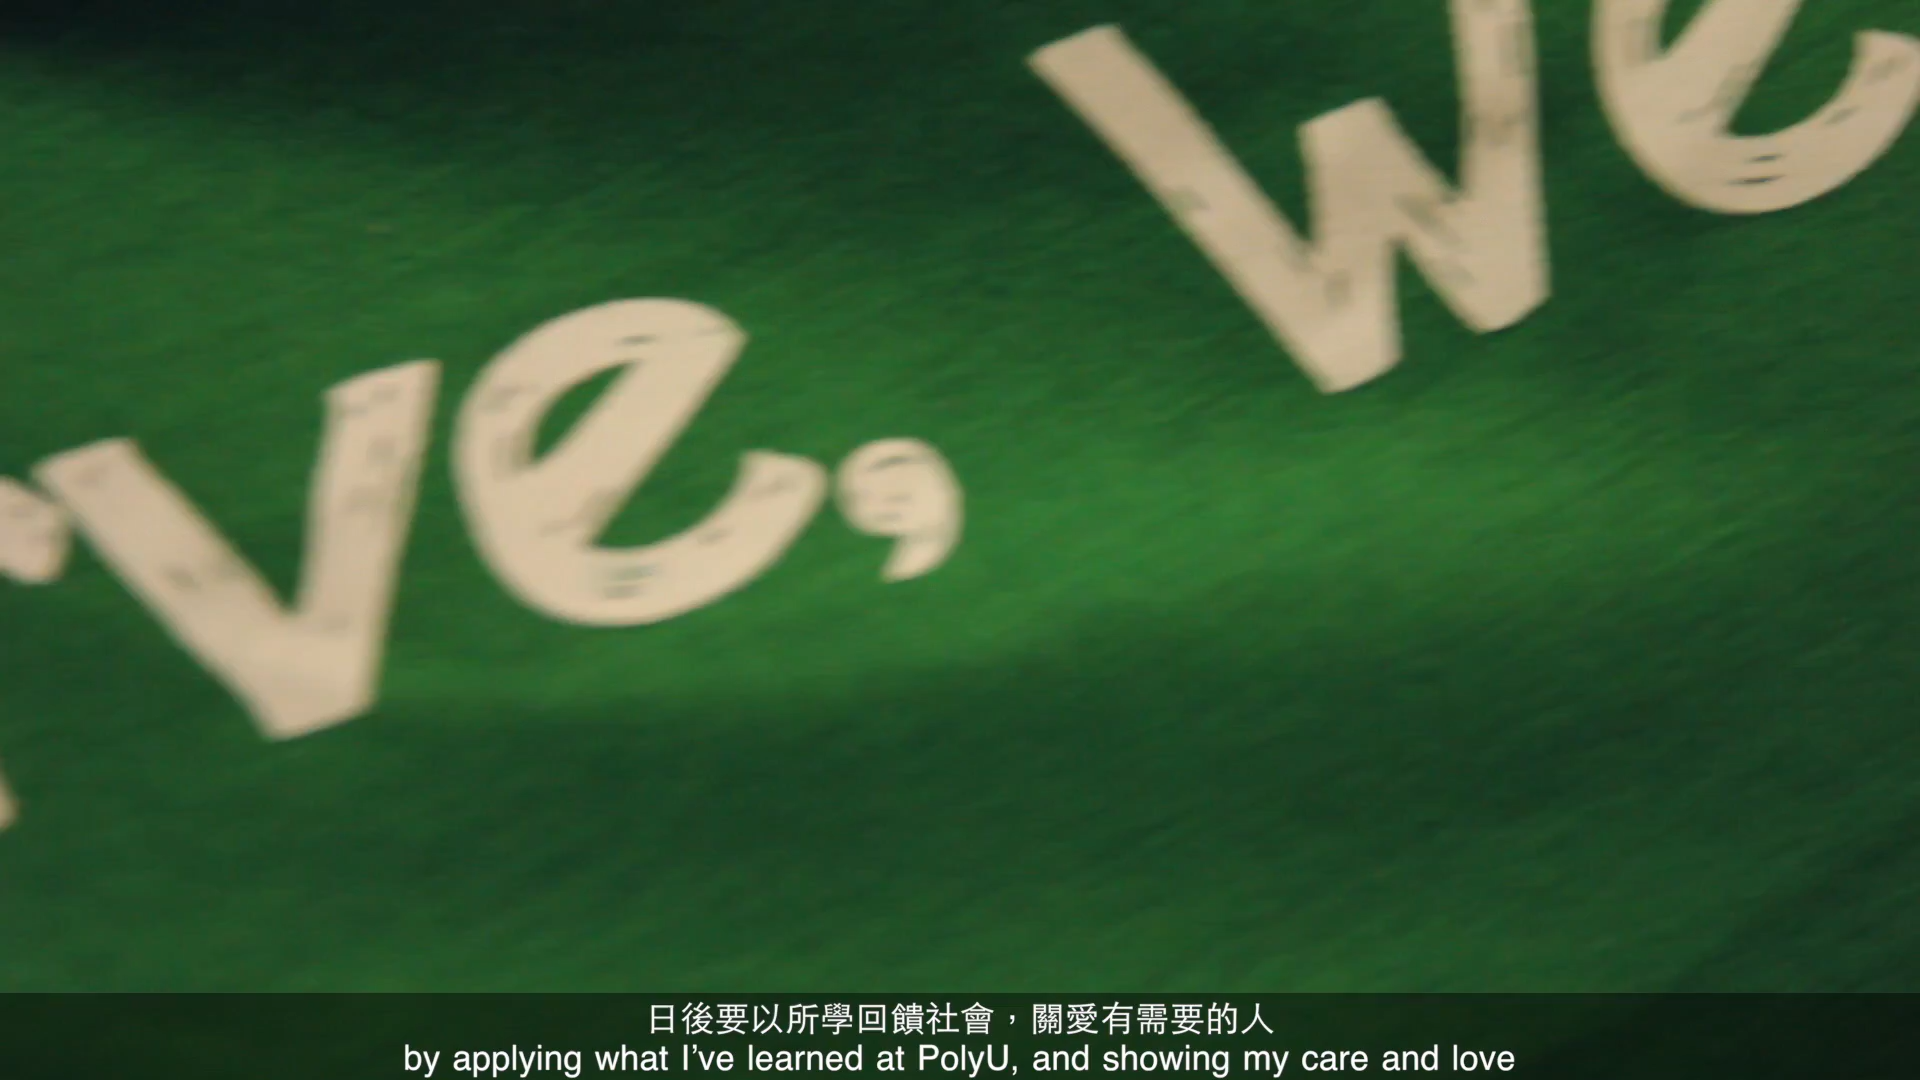 ve, we
日後要以所學回饋社會，關愛有需要的人
by applying what I've learned at PolyU, and showing my care and love